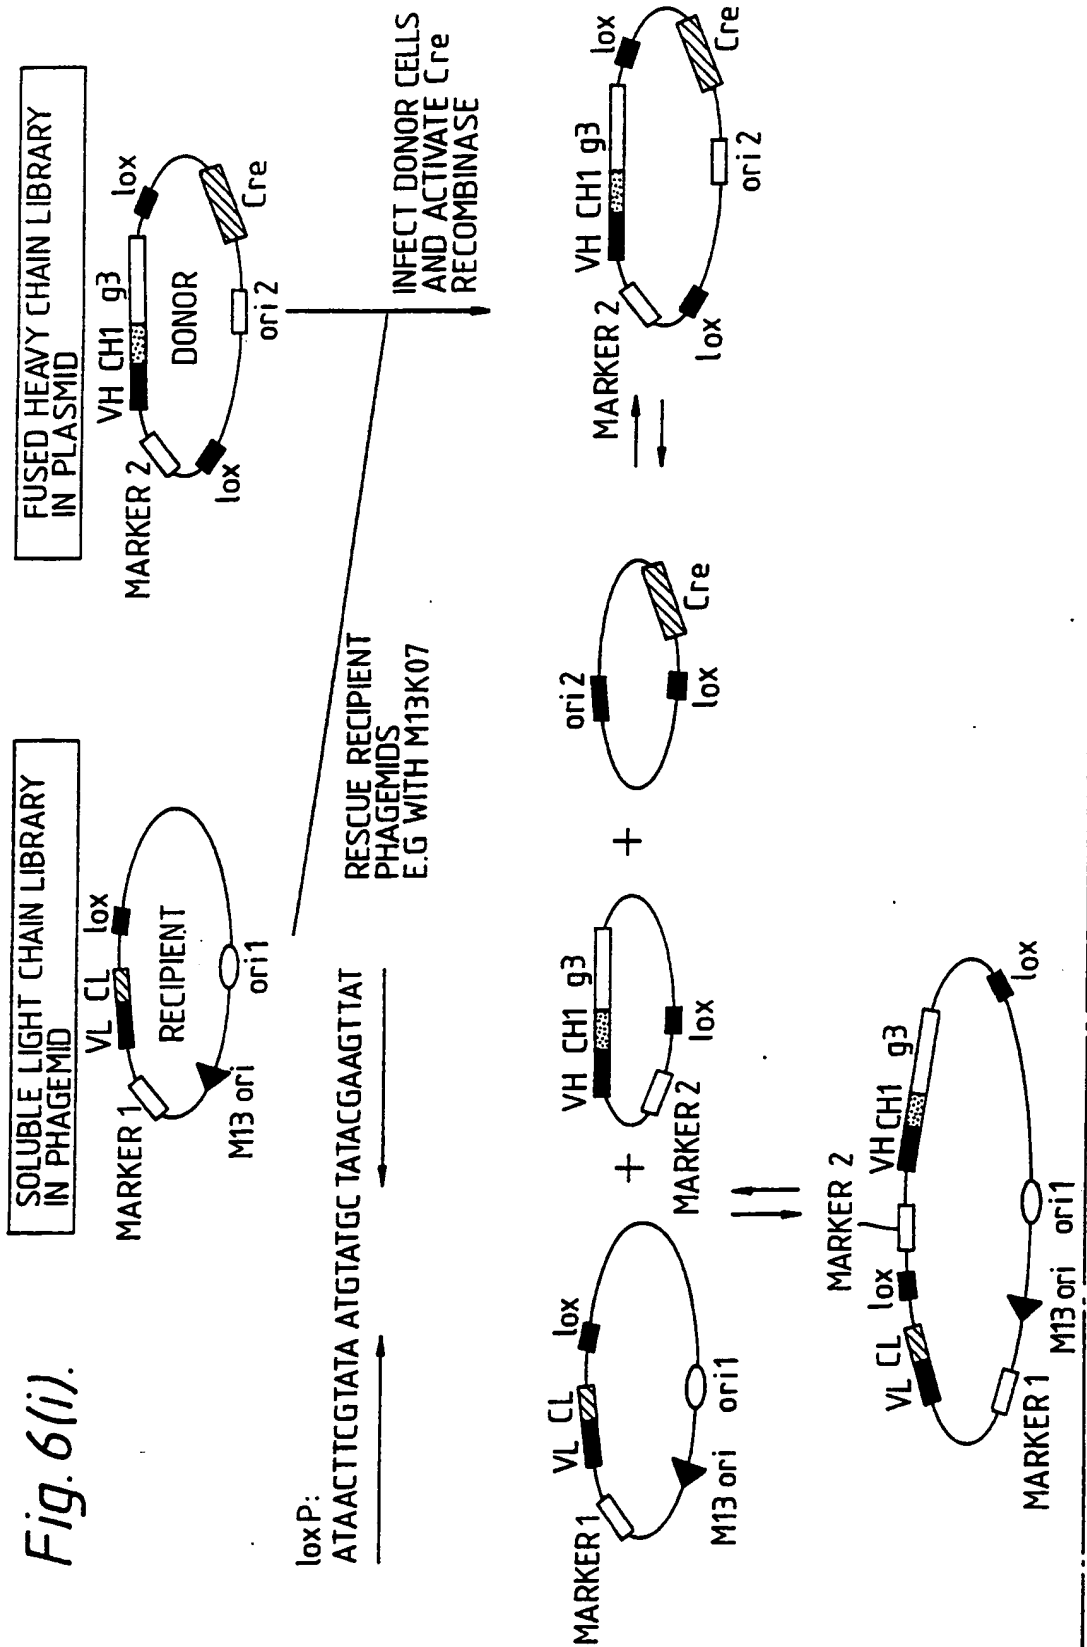 Fig. 6(i).
SOLUBLE LIGHT CHAIN LIBRARY
IN PHAGEMID
FUSED HEAVY CHAIN LIBRARY
IN PLASMID
MARKER 1
VL CL
lox
RECIPIENT
M13 ori
ori1
MARKER 2
VH CH1 g3
lox
DONOR
lox
ori 2
Cre
loxP:
ATAACTTCGTATA ATGTATGC TATACGAAGTTAT
RESCUE RECIPIENT
PHAGEMIDS
E.G WITH M13K07
INFECT DONOR CELLS
AND ACTIVATE Cre
RECOMBINASE
MARKER1
VL CL
lox
M13 ori
ori1
+
VH CH1 g3
MARKER 2
lox
+
ori 2
lox
Cre
MARKER 2
VH CH1 g3
lox
lox
ori 2
Cre
MARKER 2
VL CL
lox
VH CH1 g3
MARKER 1
M13 ori
ori1
lox